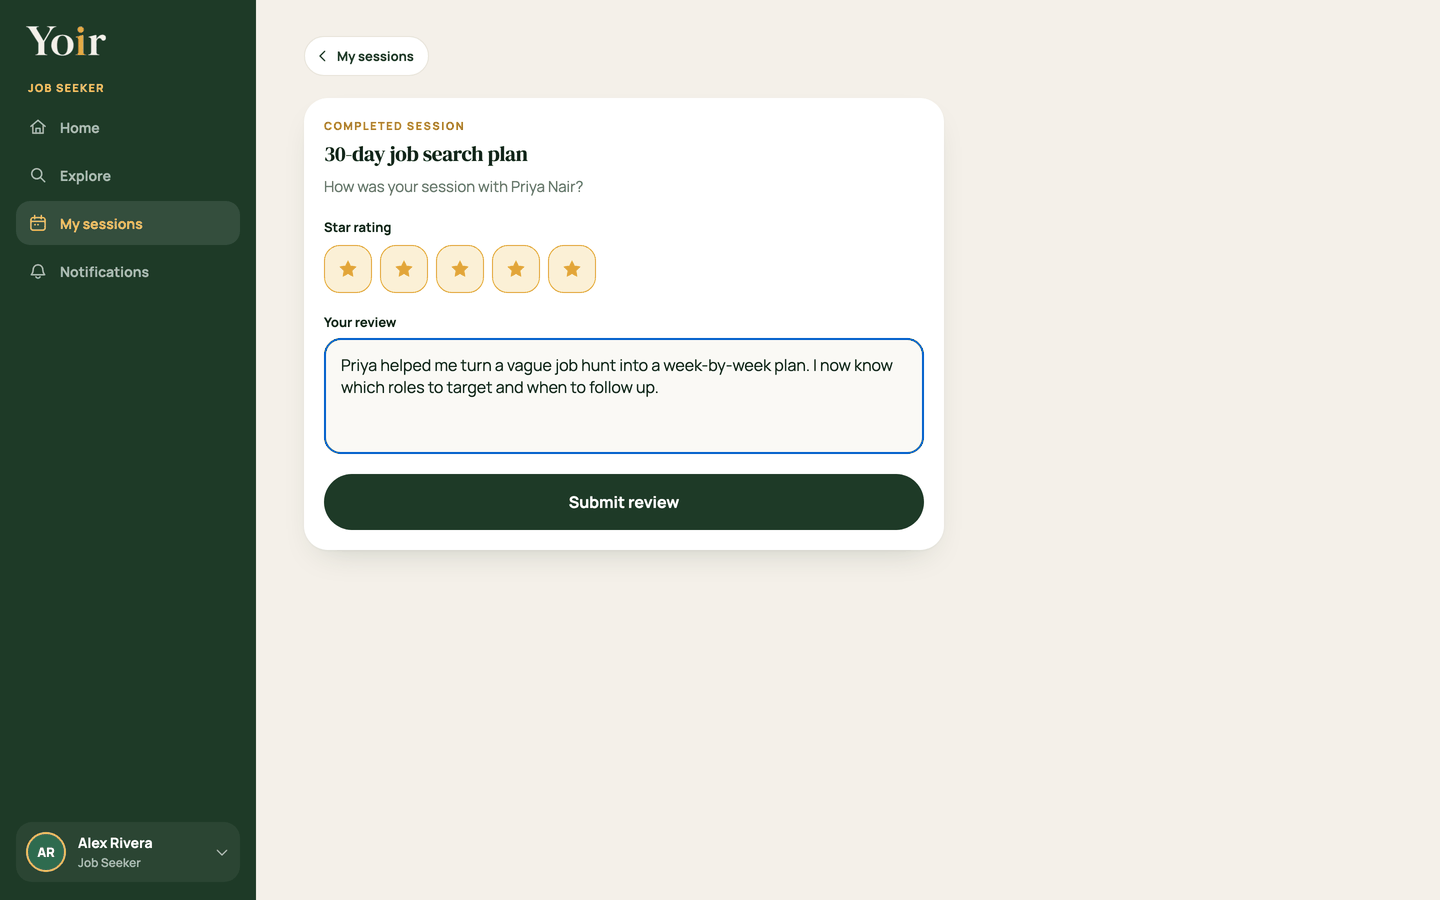 Yoir
JOB SEEKER
Home
Explore
My sessions
Notifications
AR
Alex Rivera
Job Seeker
My sessions
COMPLETED SESSION
30-day job search plan
How was your session with Priya Nair?
Star rating
Your review
Priya helped me turn a vague job hunt into a week-by-week plan. I now know
which roles to target and when to follow up.
Submit review